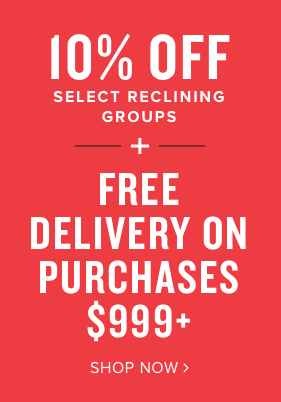 10% OFF
SELECT RECLINING
GROUPS
+
FREE
DELIVERY ON
PURCHASES
$999+
SHOP NOW >